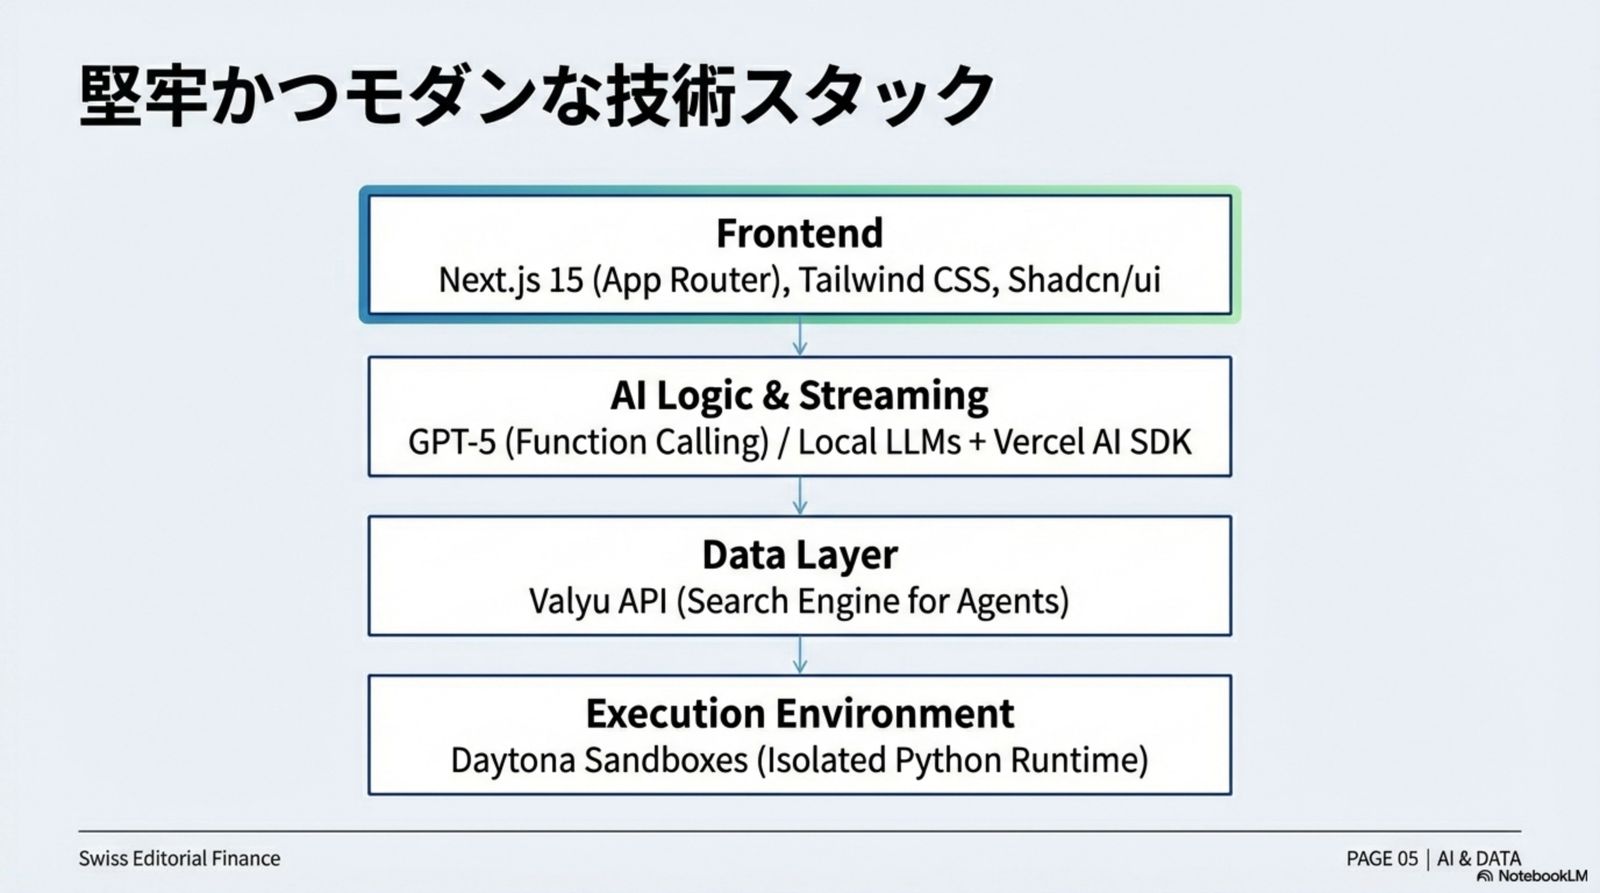 堅牢かつモダンな技術スタック
Frontend
Next.js 15 (App Router), Tailwind CSS, Shadcn/ui
AI Logic & Streaming
GPT-5 (Function Calling) / Local LLMs + Vercel AI SDK
Data Layer
Valyu API (Search Engine for Agents)
Execution Environment
Daytona Sandboxes (Isolated Python Runtime)
Swiss Editorial Finance
PAGE 05 | AI & DATA
NotebookLM